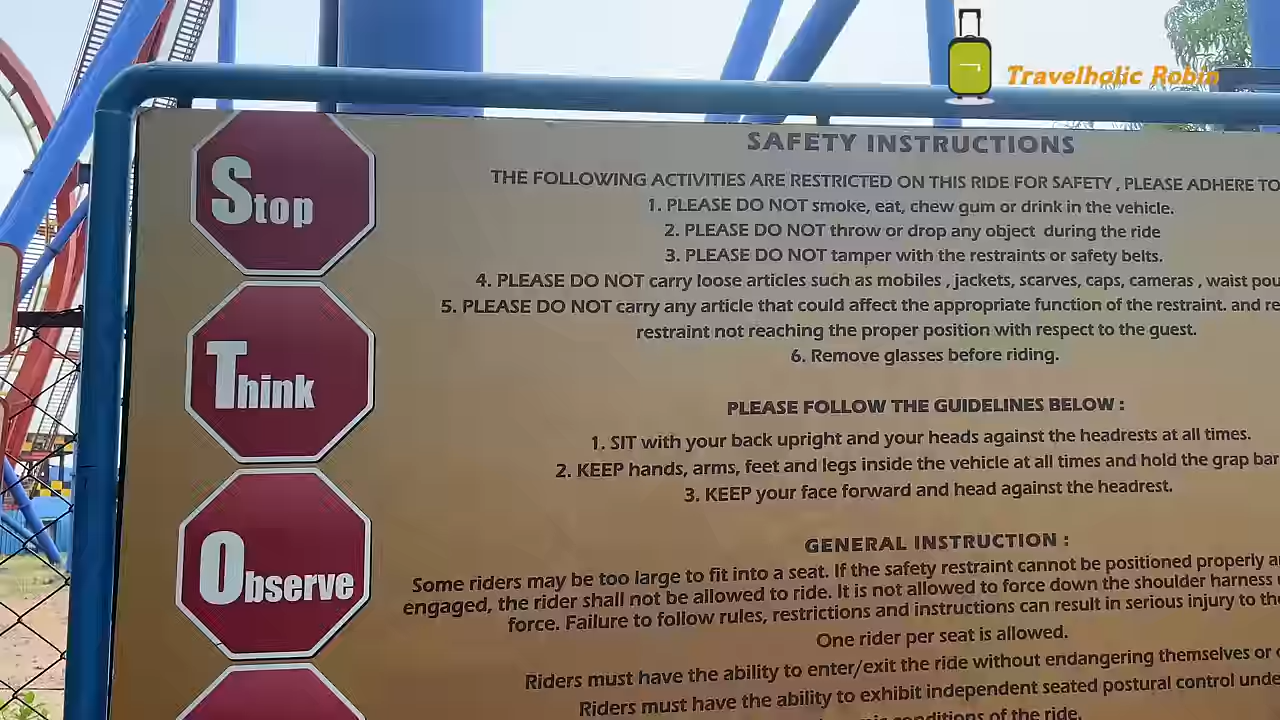 Travelholic Robin
Stop
Think
Observe
SAFETY INSTRUCTIONS
THE FOLLOWING ACTIVITIES ARE RESTRICTED ON THIS RIDE FOR SAFETY , PLEASE ADHERE TO
1. PLEASE DO NOT smoke, eat, chew gum or drink in the vehicle.
2. PLEASE DO NOT throw or drop any object during the ride
3. PLEASE DO NOT tamper with the restraints or safety belts.
4. PLEASE DO NOT carry loose articles such as mobiles , jackets, scarves, caps, cameras , waist
5. PLEASE DO NOT carry any article that could affect the appropriate function of the restraint. and
restraint not reaching the proper position with respect to the guest.
6. Remove glasses before riding.
PLEASE FOLLOW THE GUIDELINES BELOW :
1. SIT with your back upright and your heads against the headrests at all times.
2. KEEP hands, arms, feet and legs inside the vehicle at all times and hold the grap bar
3. KEEP your face forward and head against the headrest.
GENERAL INSTRUCTION :
Some riders may be too large to fit into a seat. If the safety restraint cannot be positioned properly
engaged, the rider shall not be allowed to ride. It is not allowed to force down the shoulder harness
force. Failure to follow rules, restrictions and instructions can result in serious injury to
One rider per seat is allowed.
Riders must have the ability to enter/exit the ride without endangering themselves or
Riders must have the ability to exhibit independent seated postural control
conditions of the ride.